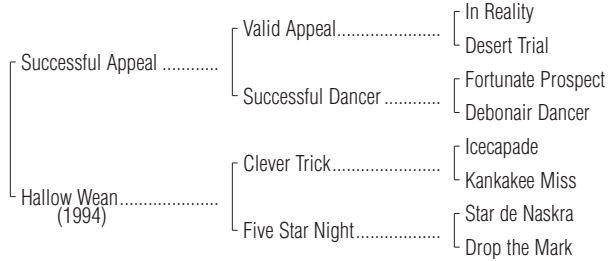 In Reality
Valid Appeal.................
Desert Trial
Successful Appeal ............
Fortunate Prospect
Successful Dancer ............
Debonair Dancer
Icecapade
Clever Trick.................
Kankakee Miss
Hallow Wean.....................
(1994)
Star de Naskra
Five Star Night.................
Drop the Mark